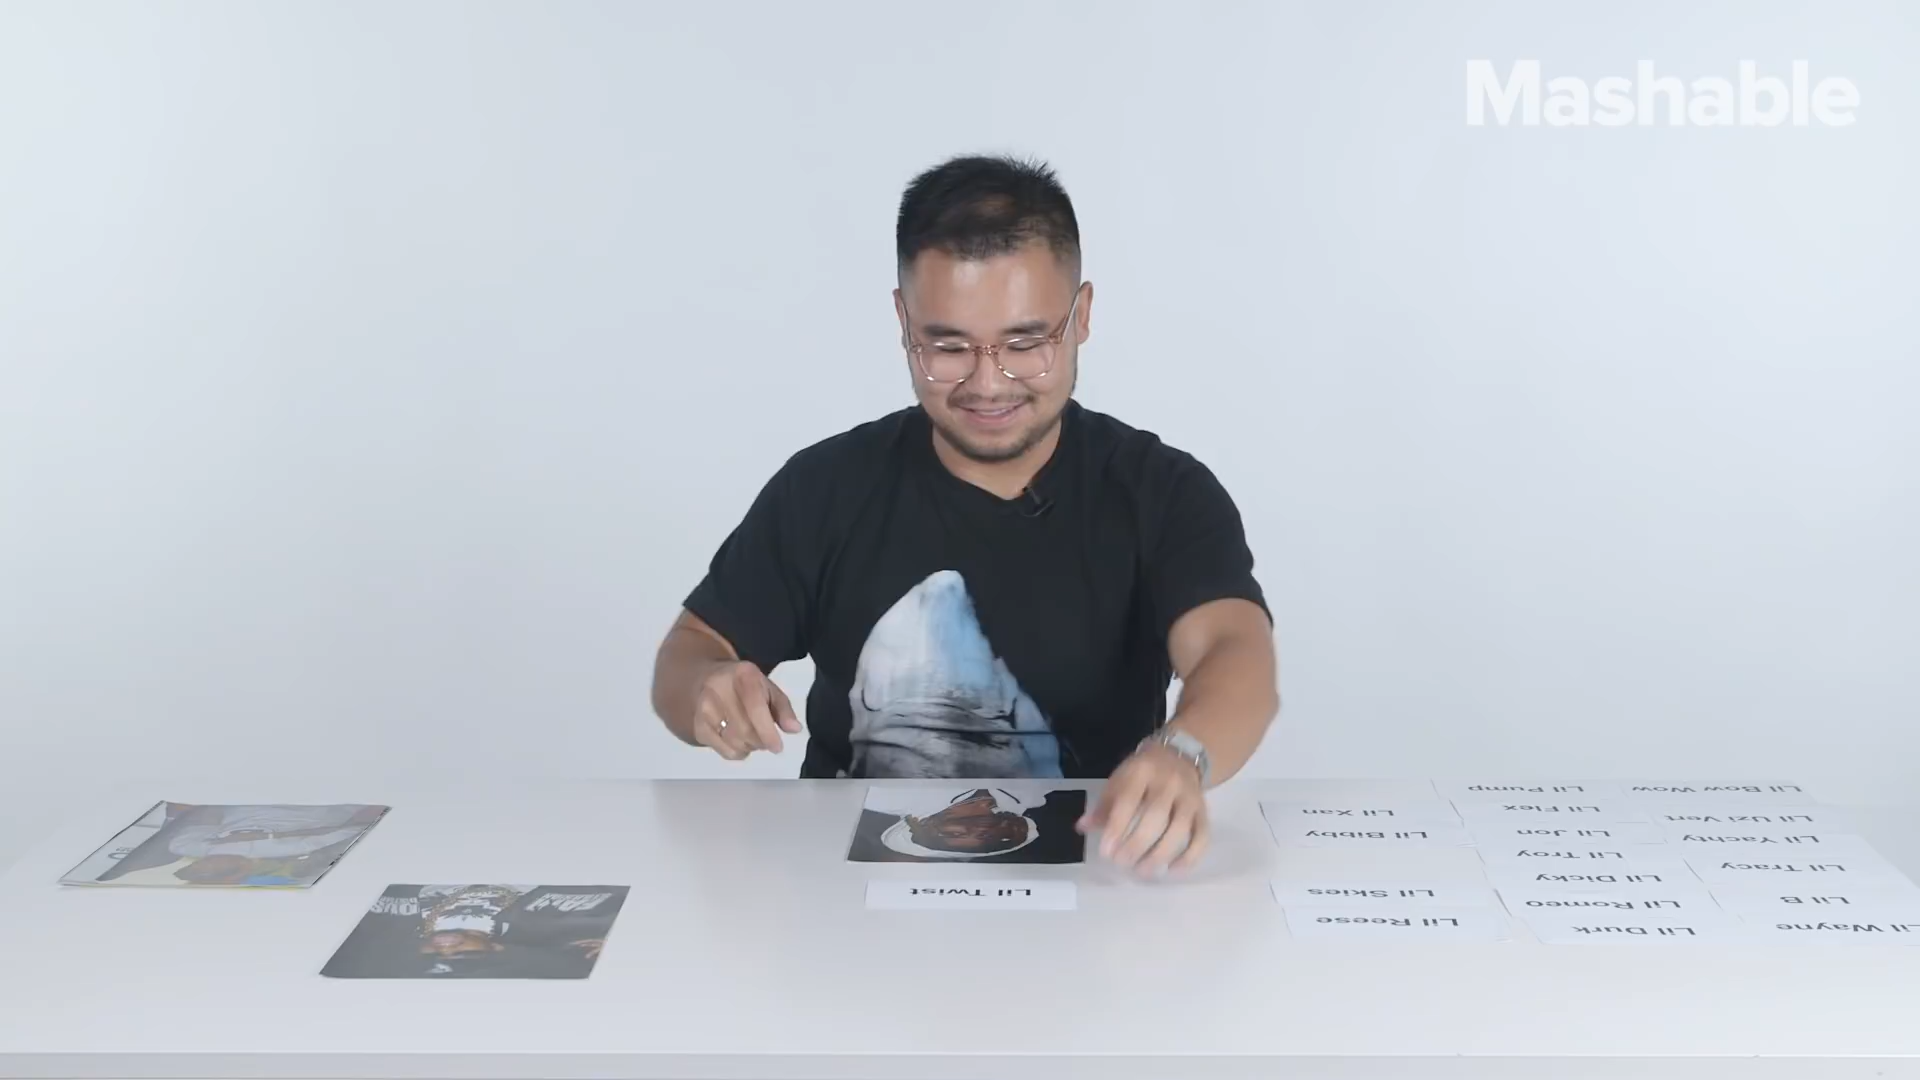 Mashable
Lil Pump
Lil Bow Wow
Lil Xan
Lil Flex
Lil Uzi Vert
Lil Bibby
Lil Jon
Lil Yachty
Lil Troy
Lil Tracy
Lil Dicky
Lil Twist
Lil Skies
Lil Romeo
Lil B
Lil Reese
Lil Durk
Lil Wayne